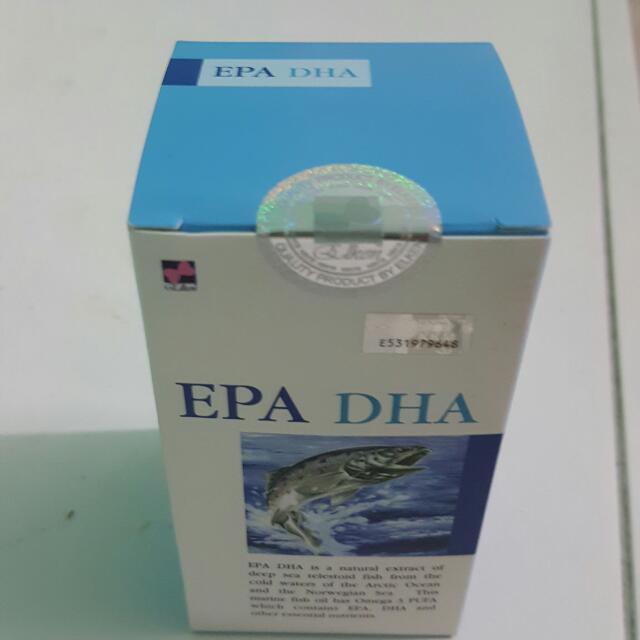 EPA DHA
QUALITY PRODUCT BY
E531979648
EPA DHA
EPA DHA is a natural extract of
deep sea telestoid fish from the
cold waters of the Arctic Ocean
and the Norwegian Sea. This
marine fish oil has Omega 3 PUFA
which contains EPA, DHA and
other essential nutrients.